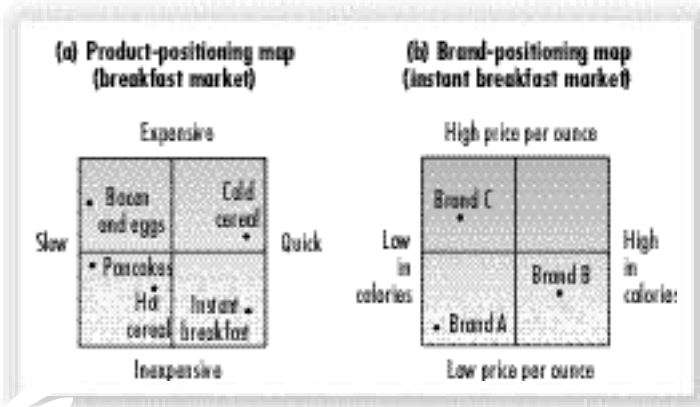 (a) Product-positioning map
(breakfast market)
Expensive
Bacon
and eggs
Cold
cereal
Slow
Quick
Pancakes
Hot
cereal
Instant
breakfast
Inexpensive
(b) Brand-positioning map
(instant breakfast market)
High price per ounce
Brand C
Low
in
calories
High
in
calories
Brand B
Brand A
Low price per ounce